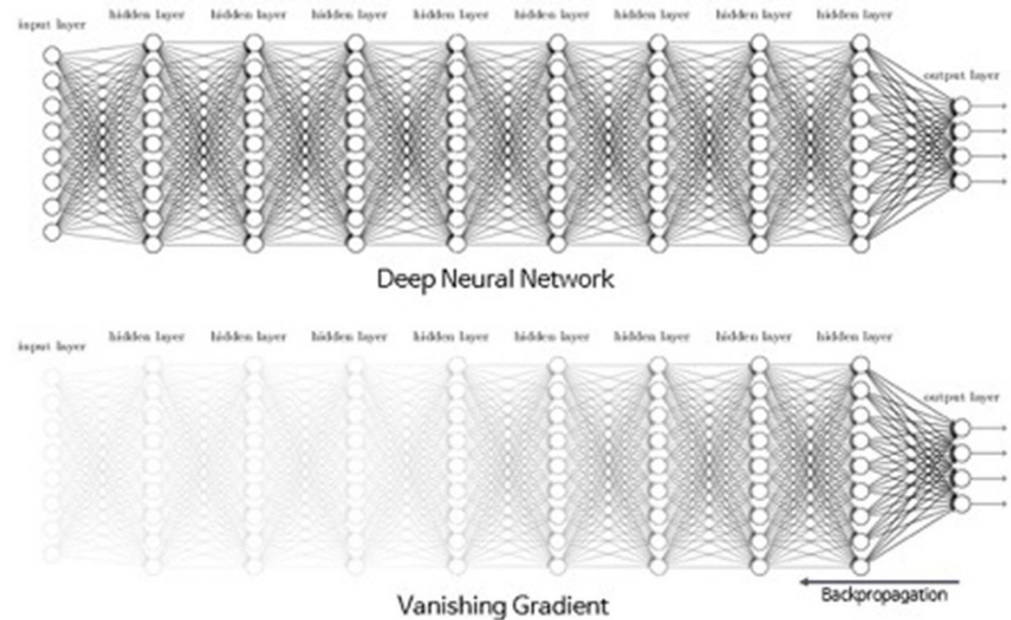 hidden layer hidden layer hidden layer hidden layer hidden layer hidden layer hidden layer hidden layer
input layer
output layer
Deep Neural Network
hidden layer hidden layer hidden layer hidden layer hidden layer hidden layer hidden layer hidden layer
input layer
output layer
Backpropagation
Vanishing Gradient